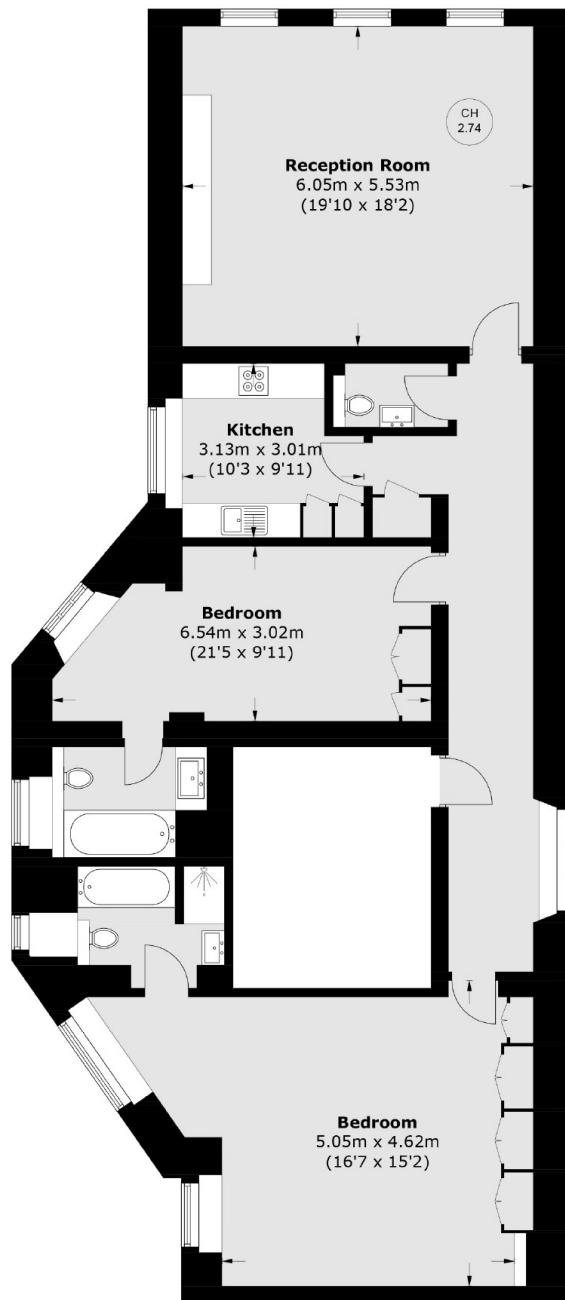 CH
2.74
Reception Room
6.05m x 5.53m
(19'10 x 18'2)
Kitchen
3.13m x 3.01m
(10'3 x 9'11)
Bedroom
6.54m x 3.02m
(21'5 x 9'11)
Bedroom
5.05m x 4.62m
(16'7 x 15'2)